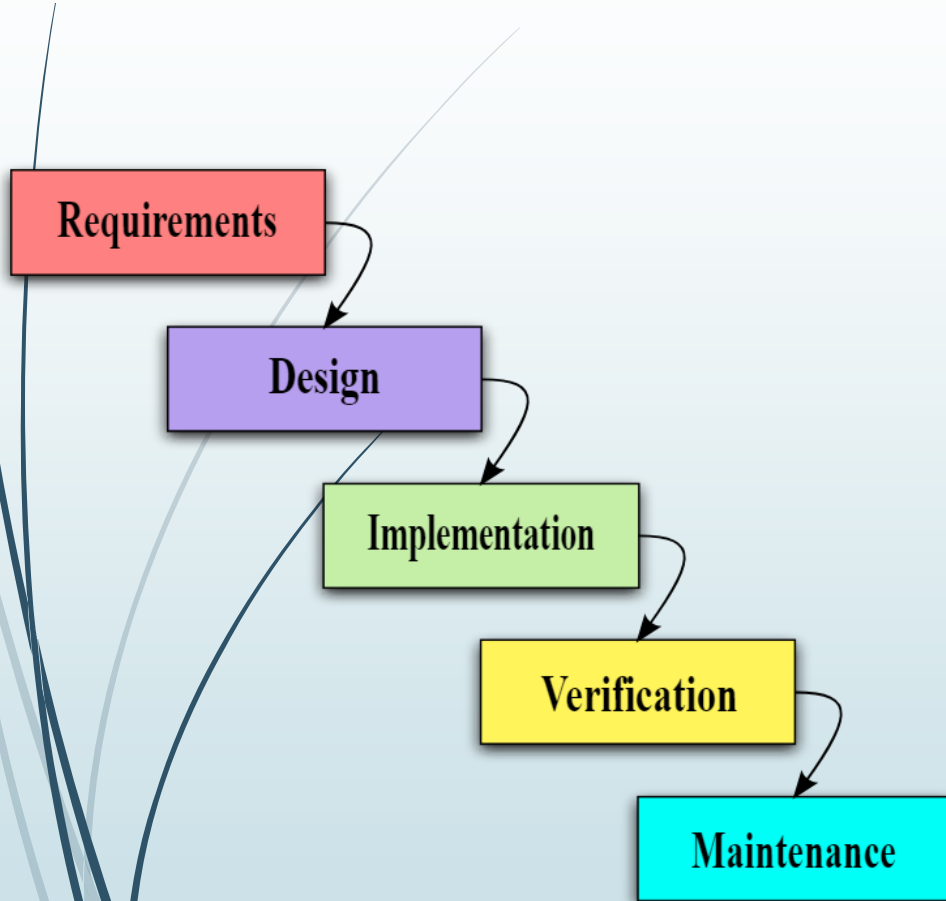 Requirements
Design
Implementation
Verification
Maintenance